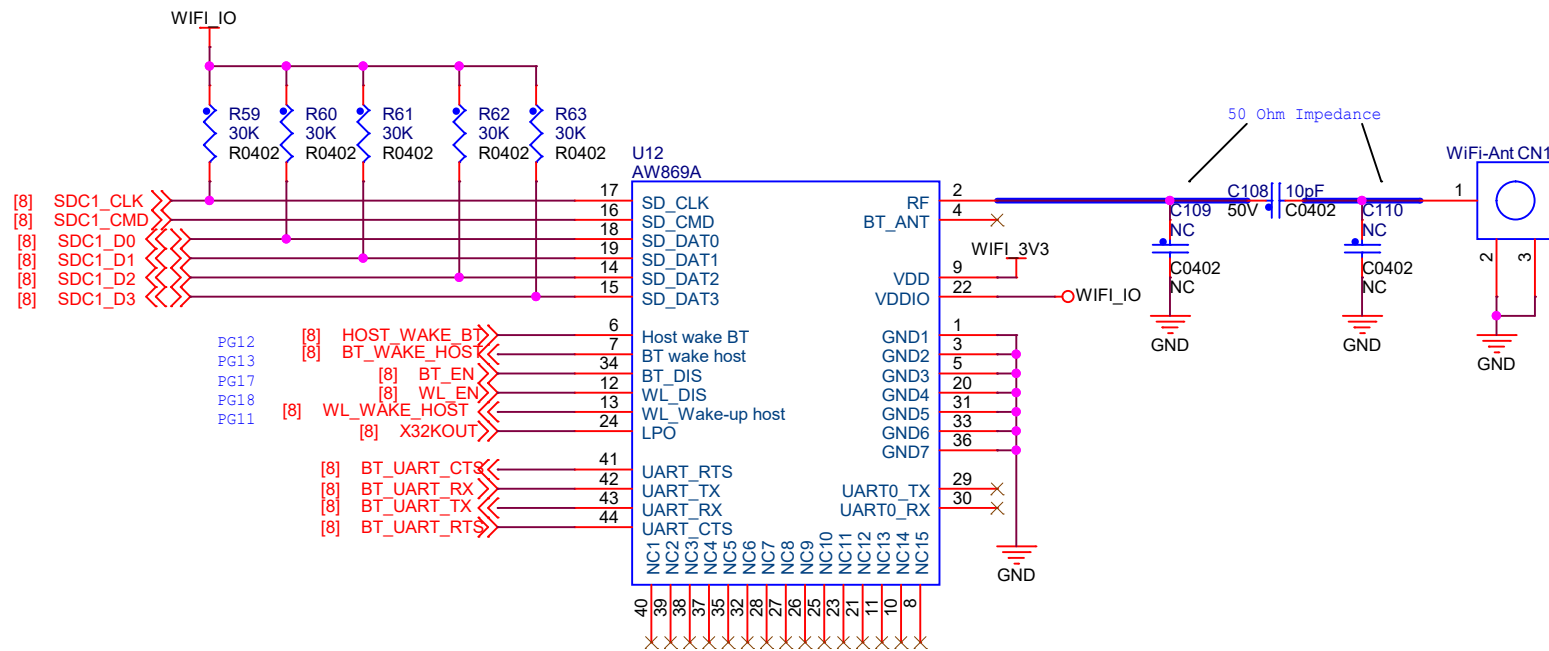 WIFI_IO
R59
30K
R0402
R60
30K
R0402
R61
30K
R0402
R62
30K
R0402
R63
30K
R0402
U12
AW869A
[8] SDC1_CLK
[8] SDC1_CMD
[8] SDC1_D0
[8] SDC1_D1
[8] SDC1_D2
[8] SDC1_D3
17 SD_CLK
16 SD_CMD
18 SD_DAT0
19 SD_DAT1
14 SD_DAT2
15 SD_DAT3
PG12
PG13
PG17
PG18
PG11
[8] HOST_WAKE_BT
[8] BT_WAKE_HOST
[8] BT_EN
[8] WL_EN
[8] WL_WAKE_HOST
[8] X32KOUT
6 Host wake BT
7 BT wake host
34 BT_DIS
12 WL_DIS
13 WL_Wake-up host
24 LPO
[8] BT_UART_CTS
[8] BT_UART_RX
[8] BT_UART_TX
[8] BT_UART_RTS
41 UART_RTS
42 UART_TX
43 UART_RX
44 UART_CTS
RF 2
BT_ANT 4
VDD 9
VDDIO 22
WIFI_3V3
WIFI_IO
GND1 1
GND2 3
GND3 5
GND4 20
GND5 31
GND6 33
GND7 36
UART0_TX 29
UART0_RX 30
GND
NC1
NC2
NC3
NC4
NC5
NC6
NC7
NC8
NC9
NC10
NC11
NC12
NC13
NC14
NC15
40
39
38
37
35
32
28
27
26
25
23
21
11
10
8
50 Ohm Impedance
C108
50V
10pF
C0402
C109
NC
C0402
NC
GND
C110
NC
C0402
NC
GND
WiFi-Ant CN1
1
2
3
GND